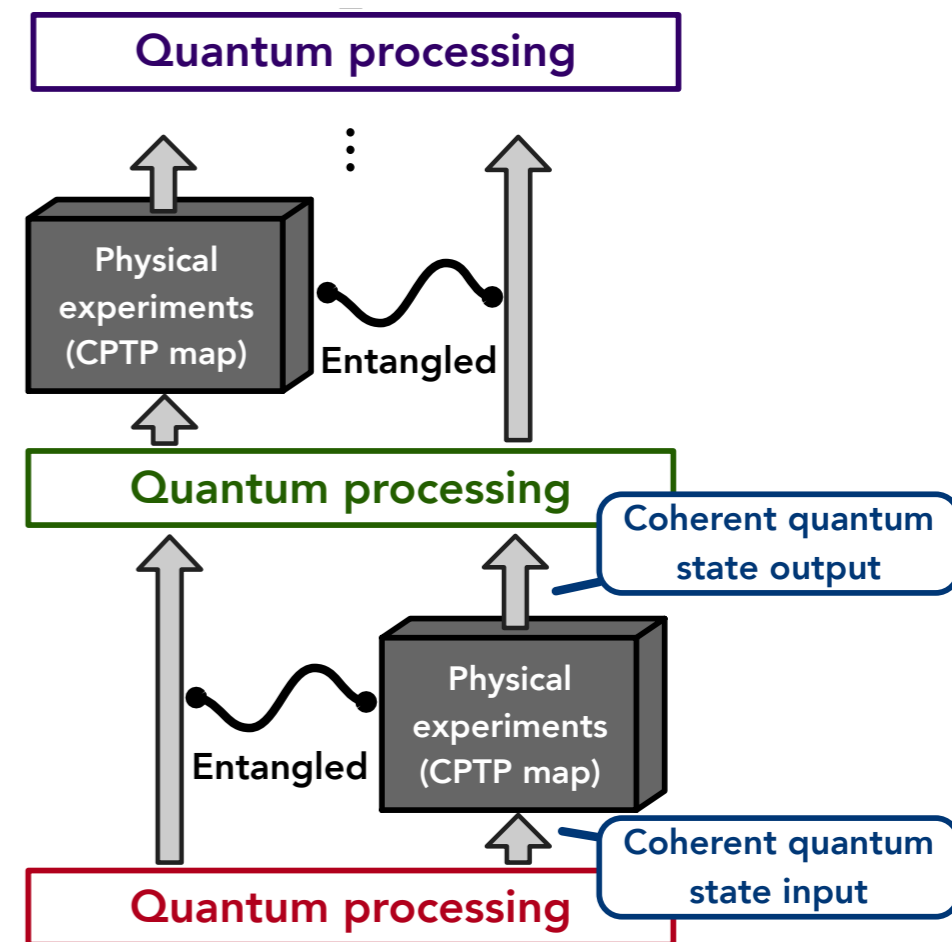 Quantum processing
Physical
experiments
(CPTP map)
Entangled
Quantum processing
Coherent quantum
state output
Physical
experiments
(CPTP map)
Entangled
Coherent quantum
state input
Quantum processing